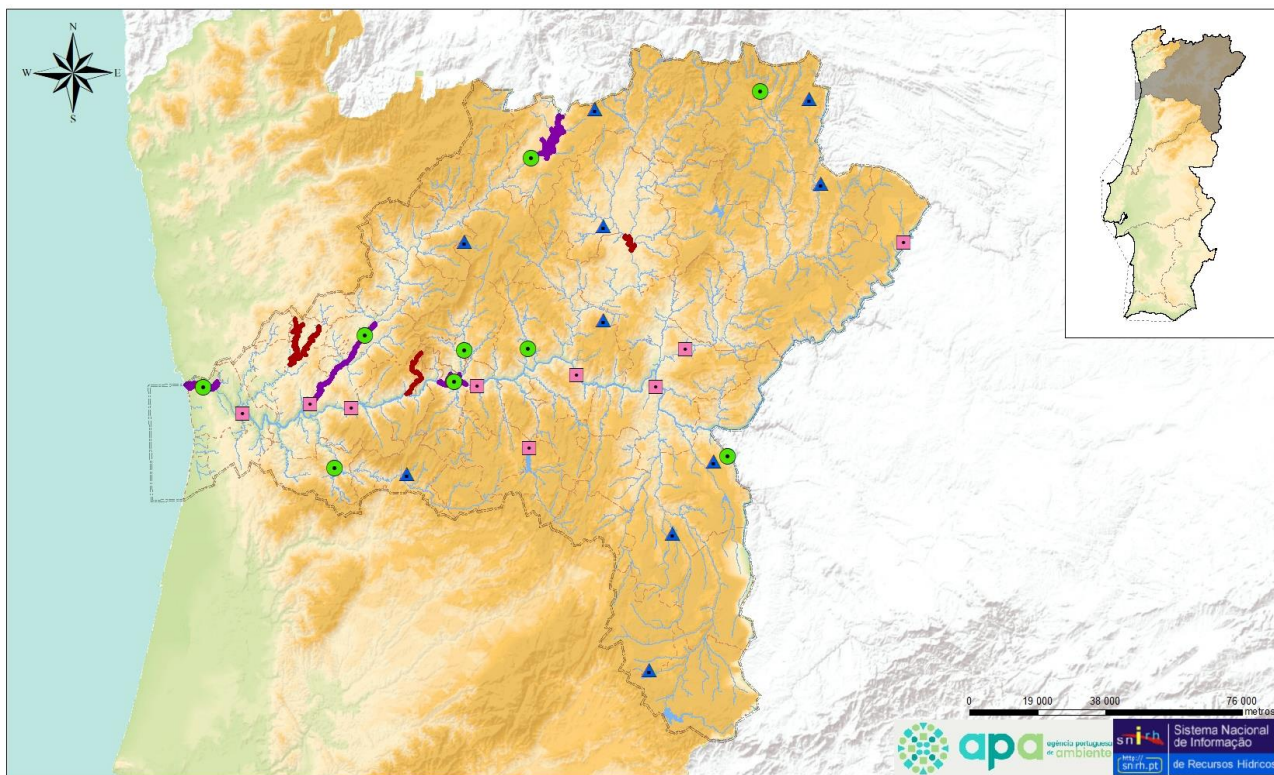 N
W E
S
0 19 000 38 000 76 000
metros
apa agência portuguesa
do ambiente
snirh
http://
snirh.pt
Sistema Nacional
de Informação
de Recursos Hídricos